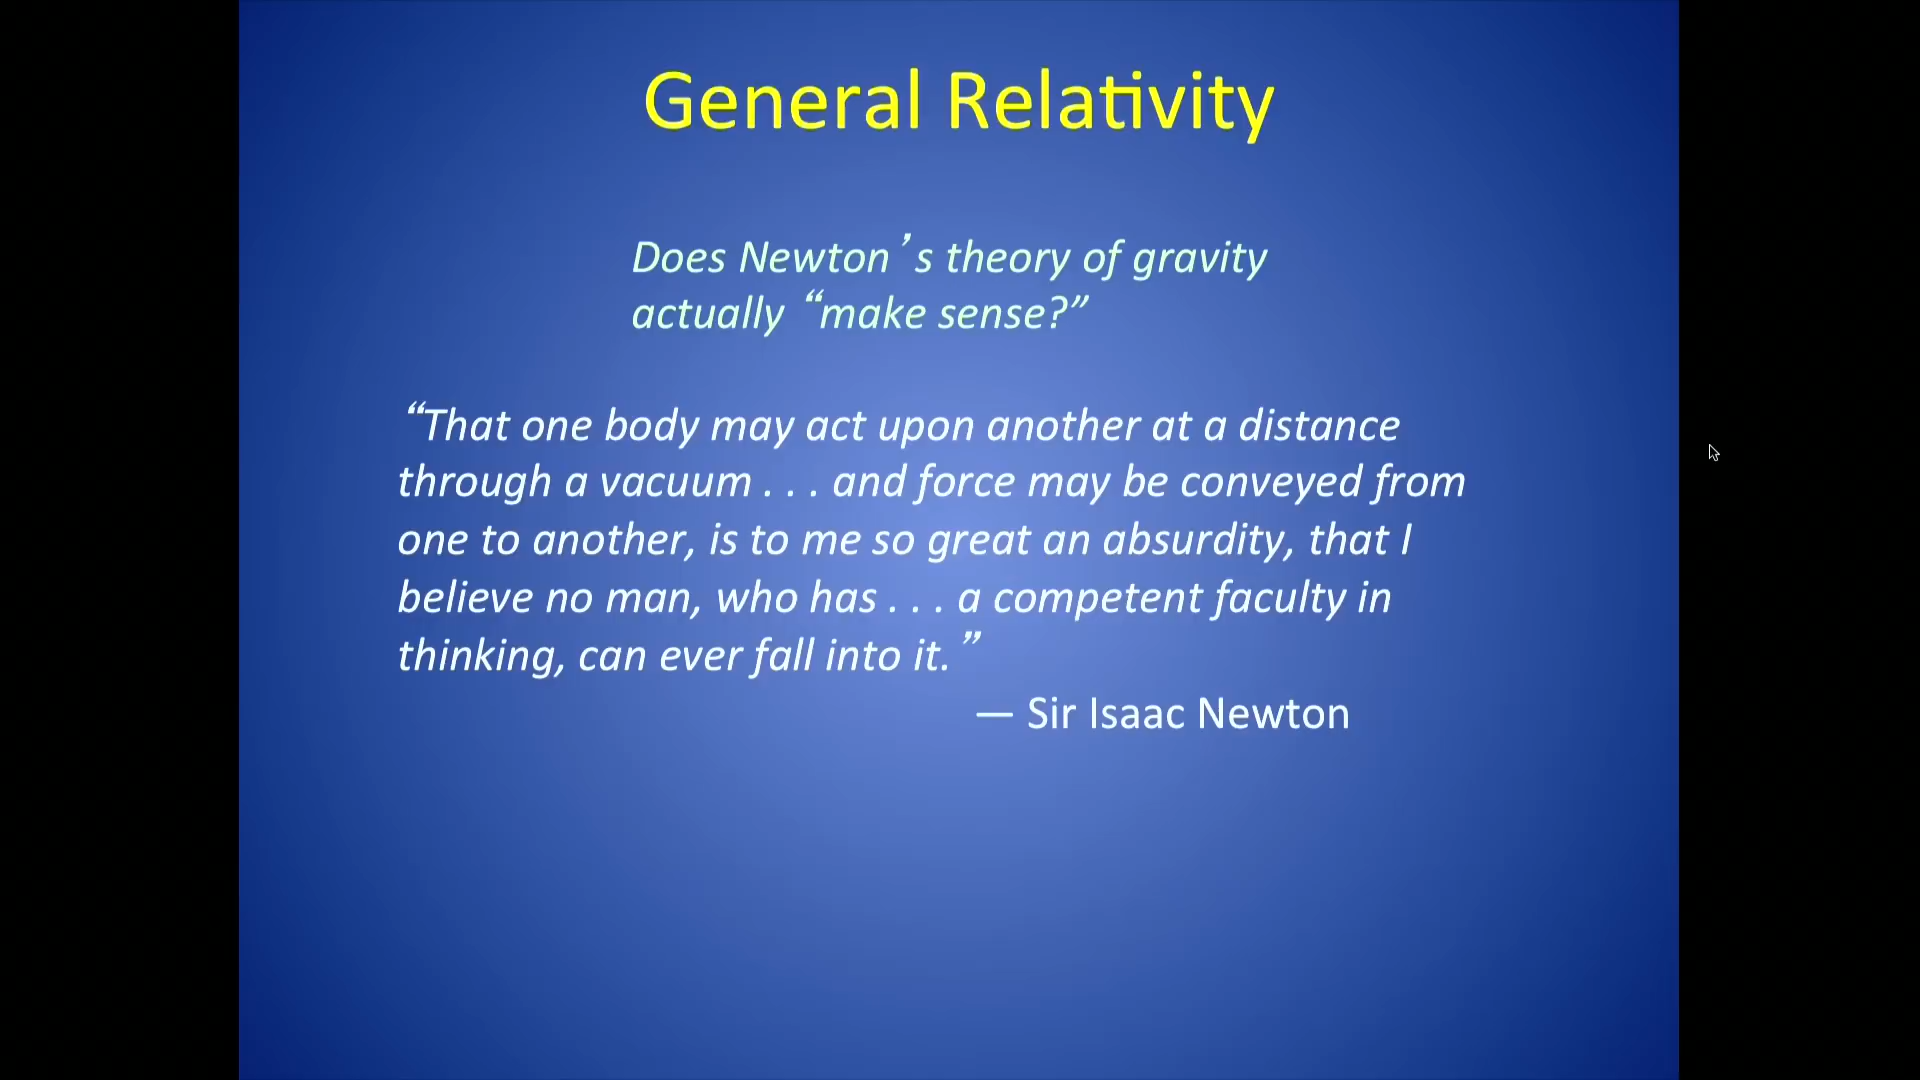 General Relativity
Does Newton’s theory of gravity
actually “make sense?”
“That one body may act upon another at a distance
through a vacuum . . . and force may be conveyed from
one to another, is to me so great an absurdity, that I
believe no man, who has . . . a competent faculty in
thinking, can ever fall into it.”
— Sir Isaac Newton